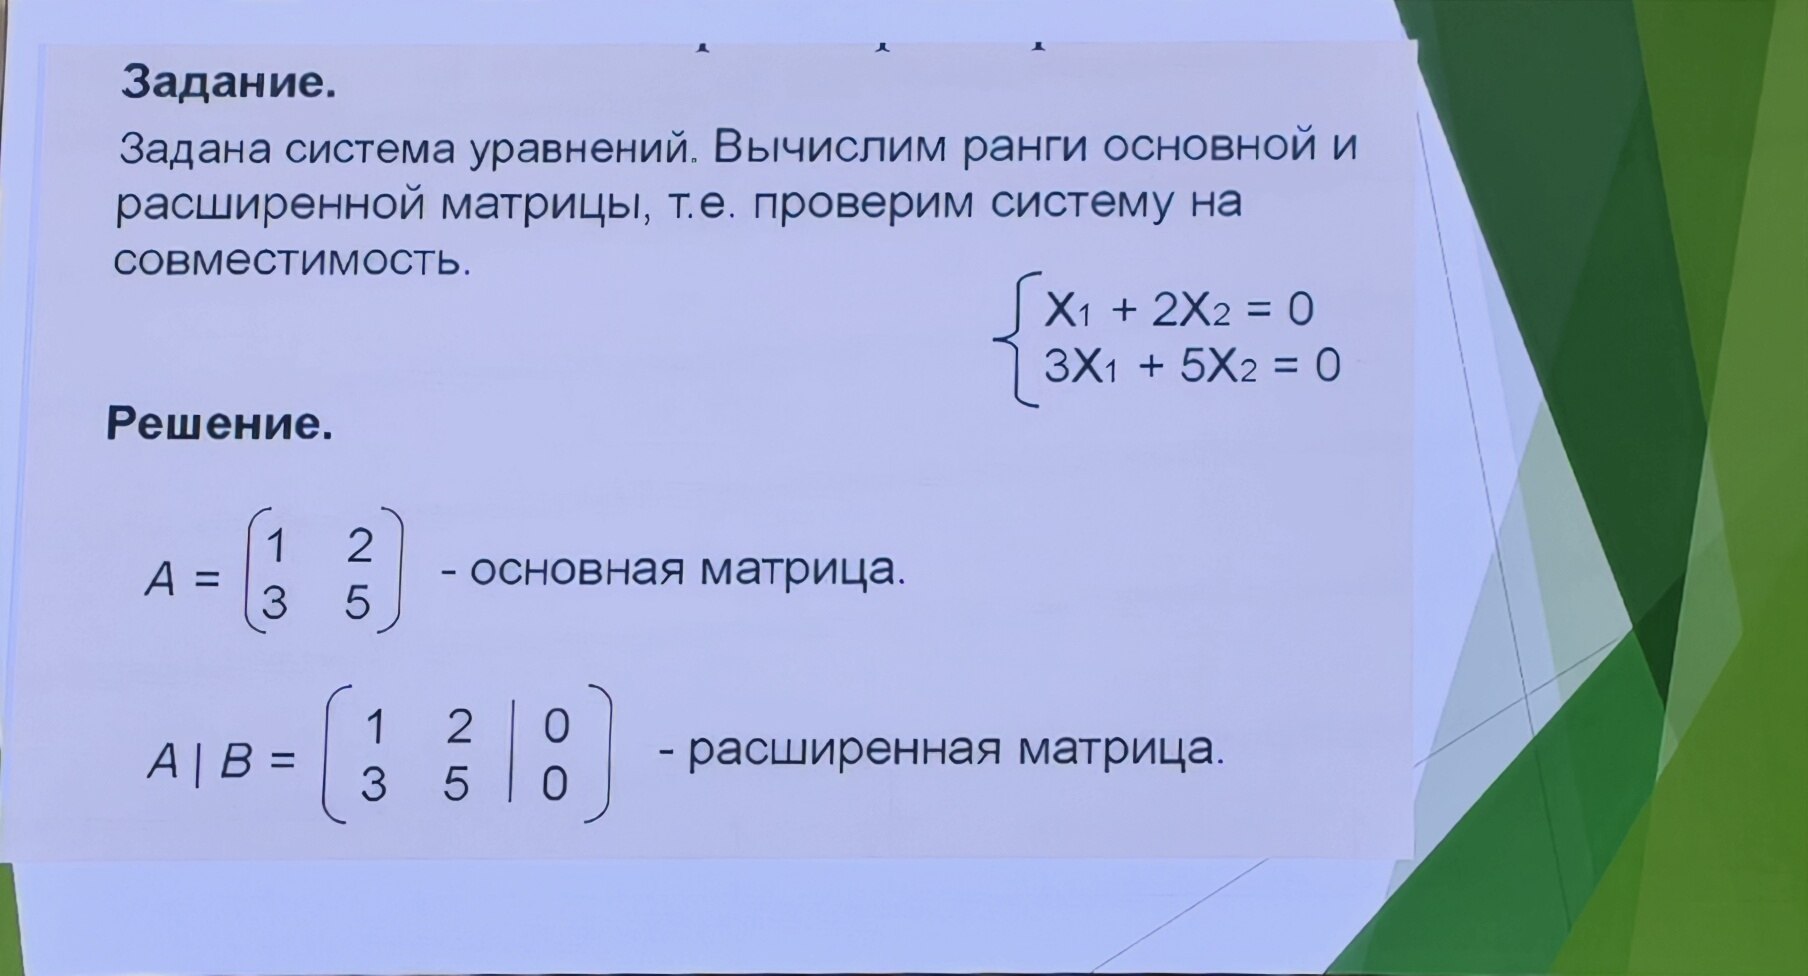 Задание.
Задана система уравнений. Вычислим ранги основной и
расширенной матрицы, т.е. проверим систему на
совместимость.
X1 + 2X2 = 0
3X1 + 5X2 = 0
Решение.
A = (1 2
3 5) - основная матрица.
A | B = (1 2 | 0
3 5 | 0) - расширенная матрица.